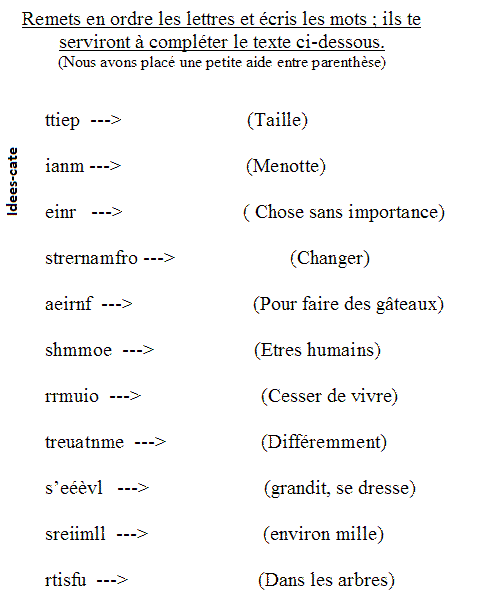 Remets en ordre les lettres et écris les mots ; ils te
serviront à compléter le texte ci-dessous.
(Nous avons placé une petite aide entre parenthèse)
ttiep ---> (Taille)
ianm ---> (Menotte)
einr ---> ( Chose sans importance)
strernamfro ---> (Changer)
aeirnf ---> (Pour faire des gâteaux)
shmmoe ---> (Etres humains)
rrmuio ---> (Cesser de vivre)
treuatnme ---> (Différemment)
s’eéèvl ---> (grandit, se dresse)
sreiimll ---> (environ mille)
rtisfu ---> (Dans les arbres)
Idees-cate